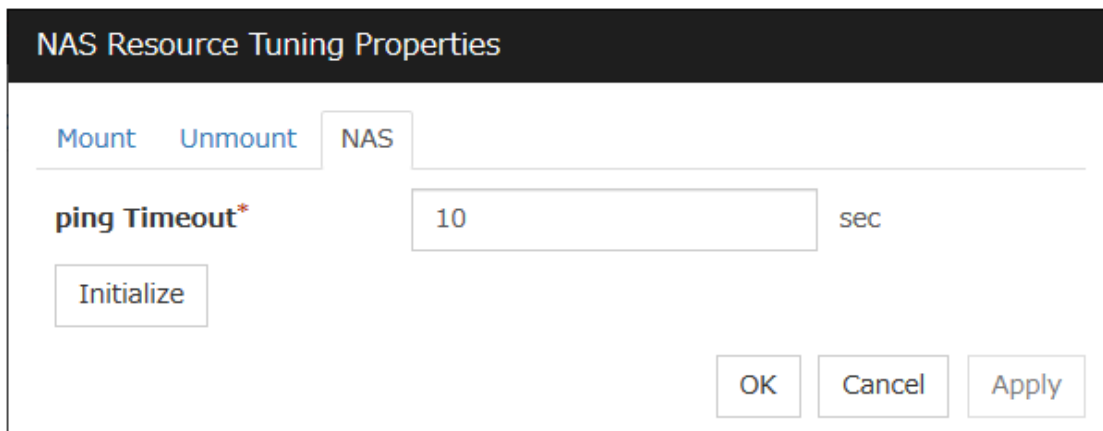 NAS Resource Tuning Properties
Mount Unmount NAS
ping Timeout* 10 sec
Initialize
OK Cancel Apply